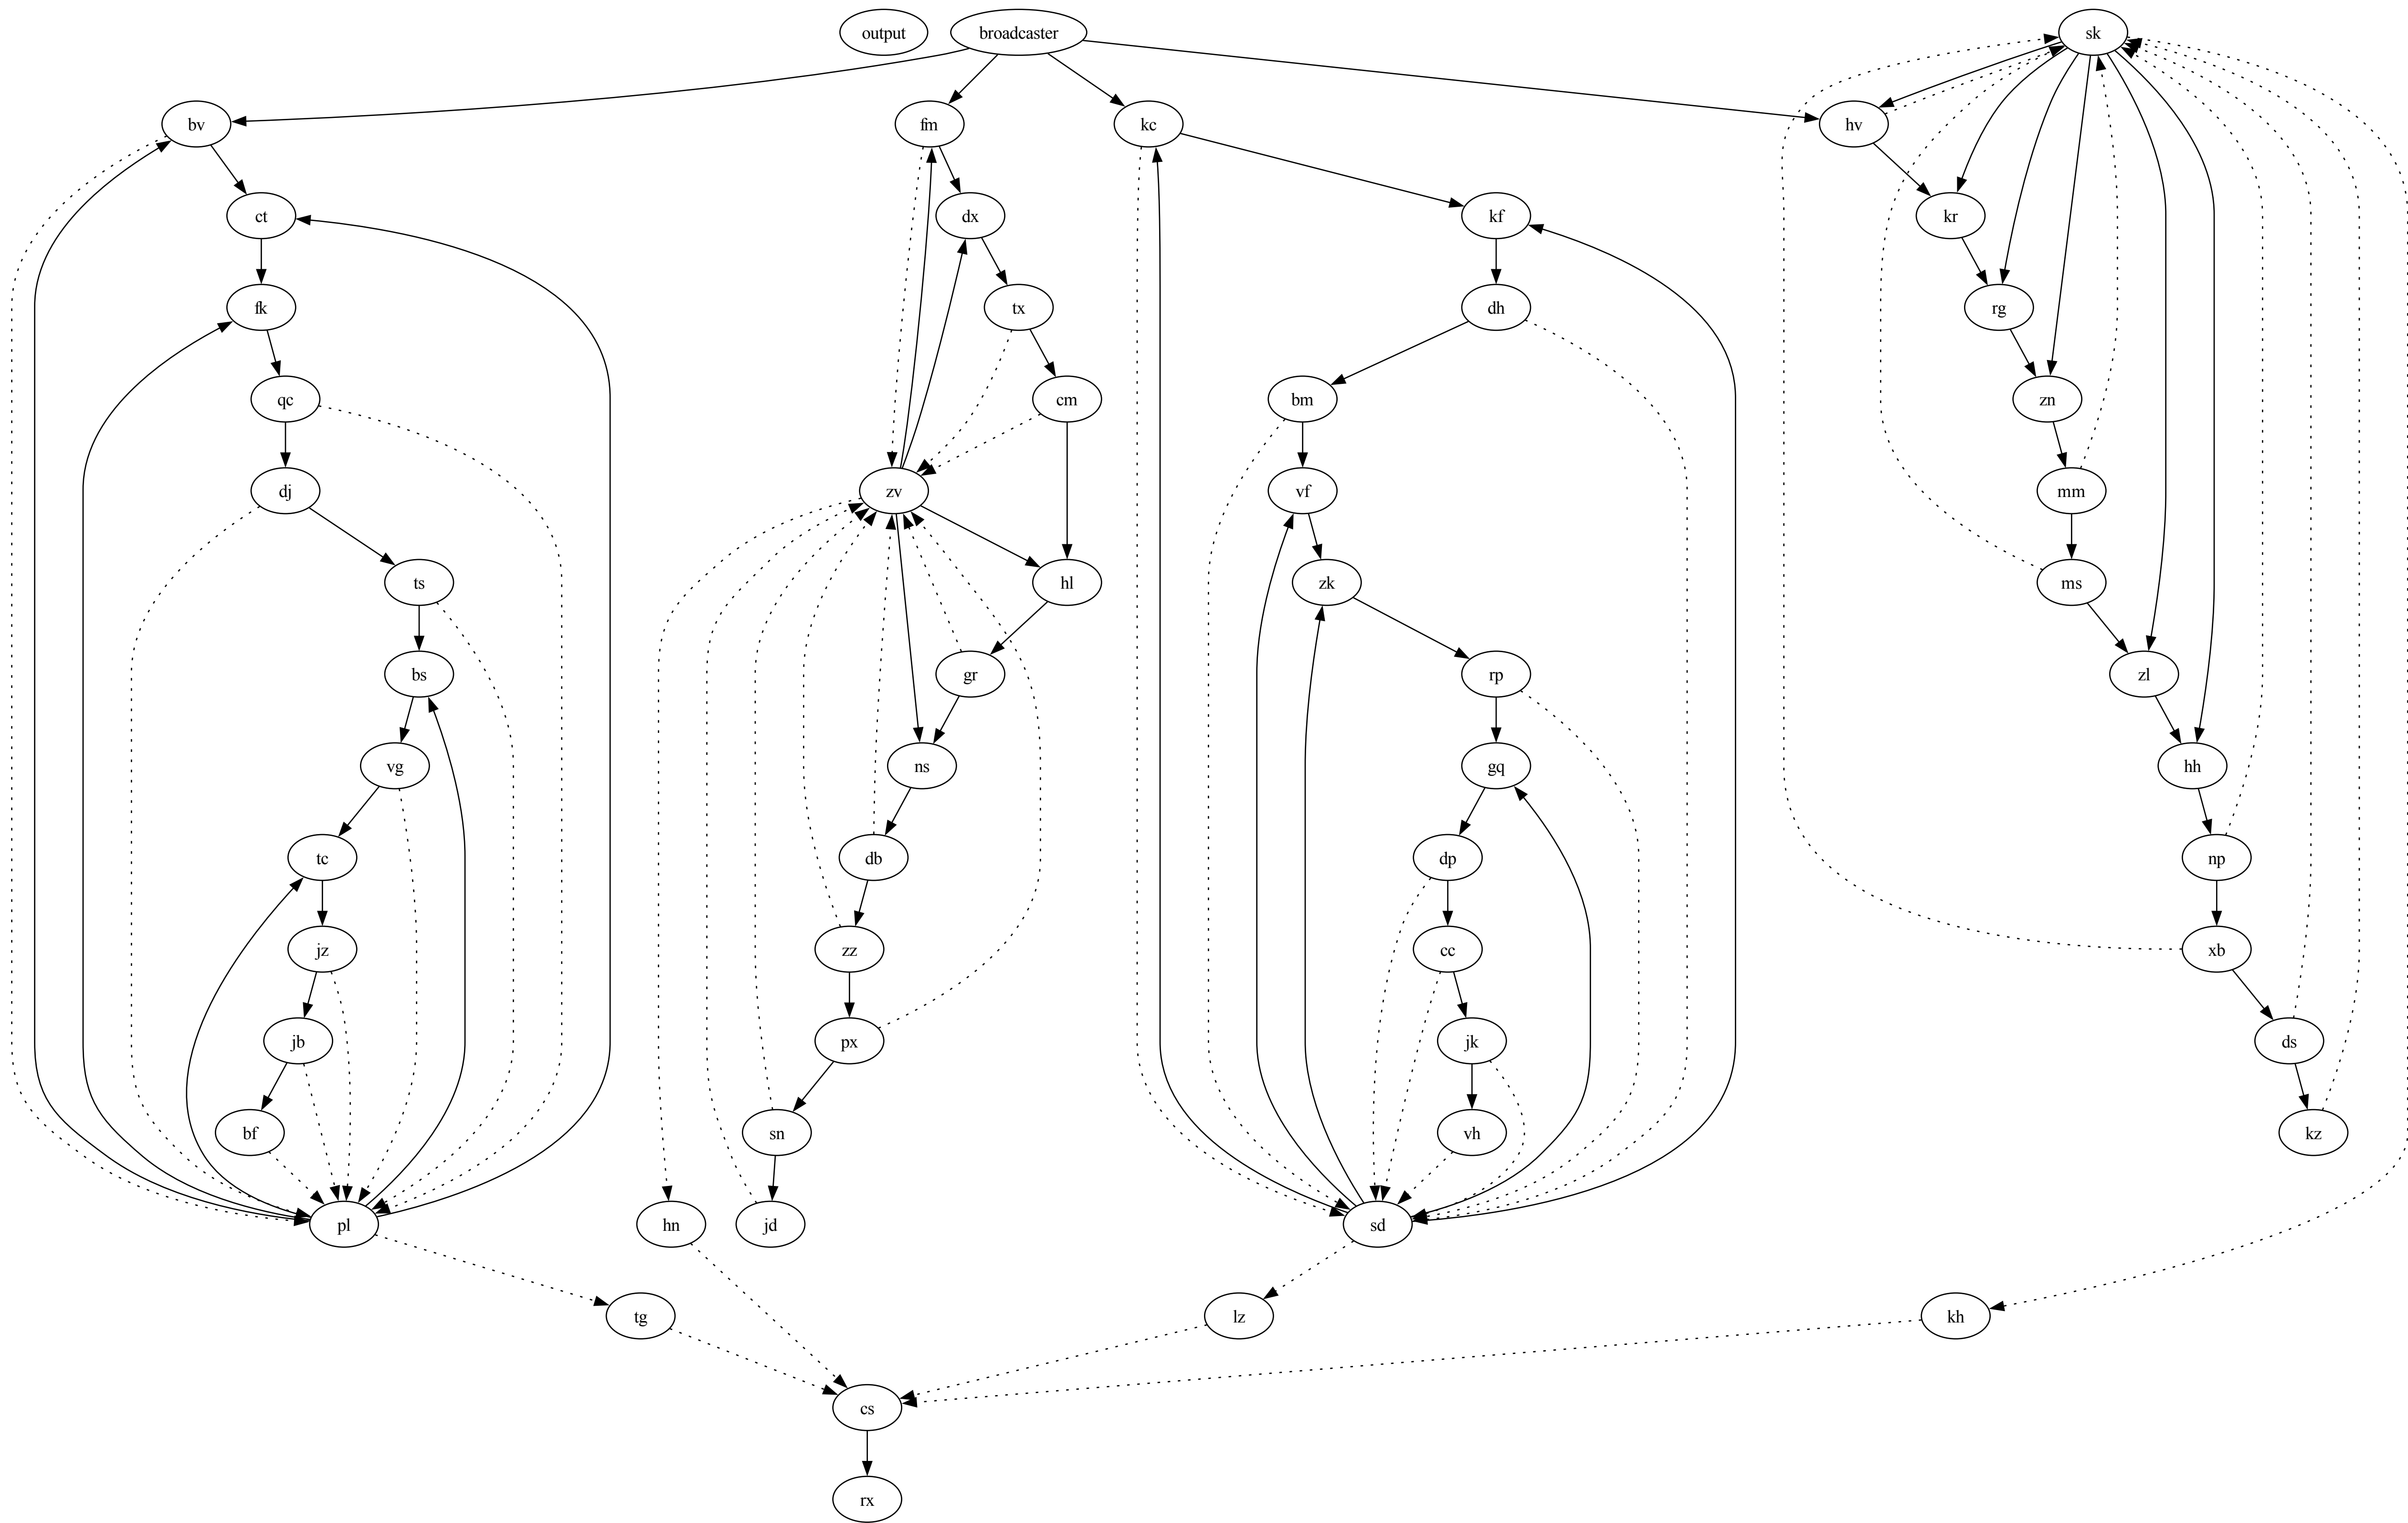 output
broadcaster
sk
bv
fm
kc
hv
ct
dx
kf
kr
fk
tx
dh
rg
qc
cm
bm
zn
dj
zv
vf
mm
ts
hl
zk
ms
bs
gr
rp
zl
vg
ns
gq
hh
tc
db
dp
np
jz
zz
cc
xb
jb
px
jk
ds
bf
sn
vh
kz
pl
hn
jd
sd
tg
lz
kh
cs
rx